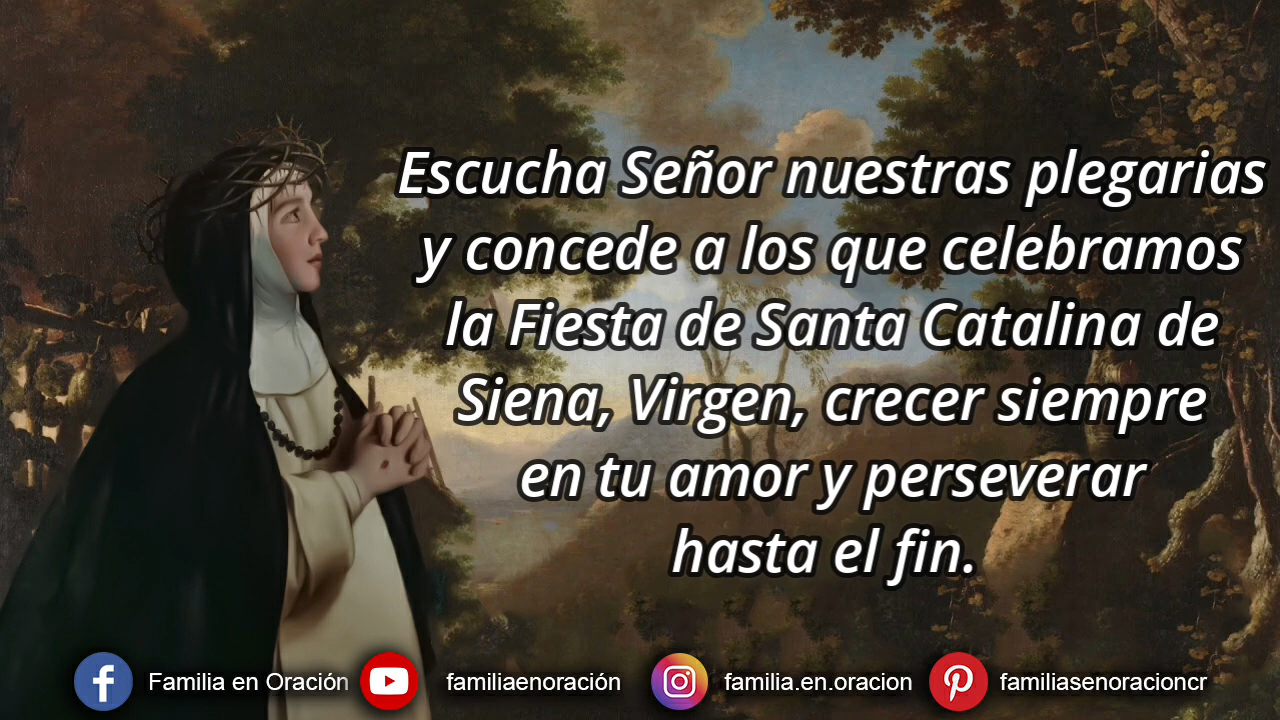 Escucha Señor nuestras plegarias
y concede a los que celebramos
la Fiesta de Santa Catalina de
Siena, Virgen, crecer siempre
en tu amor y perseverar
hasta el fin.
Familia en Oración familiaenoración familia.en.oracion familiasenoracioncr